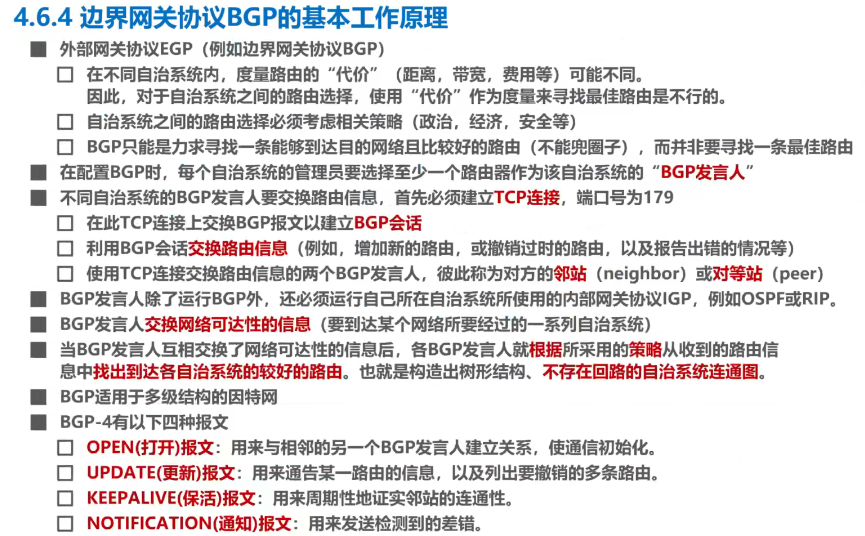 4.6.4 边界网关协议BGP的基本工作原理
■ 外部网关协议EGP（例如边界网关协议BGP）
□ 在不同自治系统内，度量路由的“代价”（距离，带宽，费用等）可能不同。
因此，对于自治系统之间的路由选择，使用“代价”作为度量来寻找最佳路由是不行的。
□ 自治系统之间的路由选择必须考虑相关策略（政治，经济，安全等）
□ BGP只能是力求寻找一条能够到达目的网络且比较好的路由（不能兜圈子），而并非要寻找一条最佳路由
■ 在配置BGP时，每个自治系统的管理员要选择至少一个路由器作为该自治系统的“BGP发言人”
■ 不同自治系统的BGP发言人要交换路由信息，首先必须建立TCP连接，端口号为179
□ 在此TCP连接上交换BGP报文以建立BGP会话
□ 利用BGP会话交换路由信息（例如，增加新的路由，或撤销过时的路由，以及报告出错的情况等）
□ 使用TCP连接交换路由信息的两个BGP发言人，彼此称为对方的邻站（neighbor）或对等站（peer）
■ BGP发言人除了运行BGP外，还必须运行自己所在自治系统所使用的内部网关协议IGP，例如OSPF或RIP。
■ BGP发言人交换网络可达性的信息（要到达某个网络所要经过的一系列自治系统）
■ 当BGP发言人互相交换了网络可达性的信息后，各BGP发言人就根据所采用的策略从收到的路由信
息中找出到达各自治系统的较好的路由。也就是构造出树形结构、不存在回路的自治系统连通图。
■ BGP适用于多级结构的因特网
■ BGP-4有以下四种报文
□ OPEN(打开)报文：用来与相邻的另一个BGP发言人建立关系，使通信初始化。
□ UPDATE(更新)报文：用来通告某一路由的信息，以及列出要撤销的多条路由。
□ KEEPALIVE(保活)报文：用来周期性地证实邻站的连通性。
□ NOTIFICATION(通知)报文：用来发送检测到的差错。